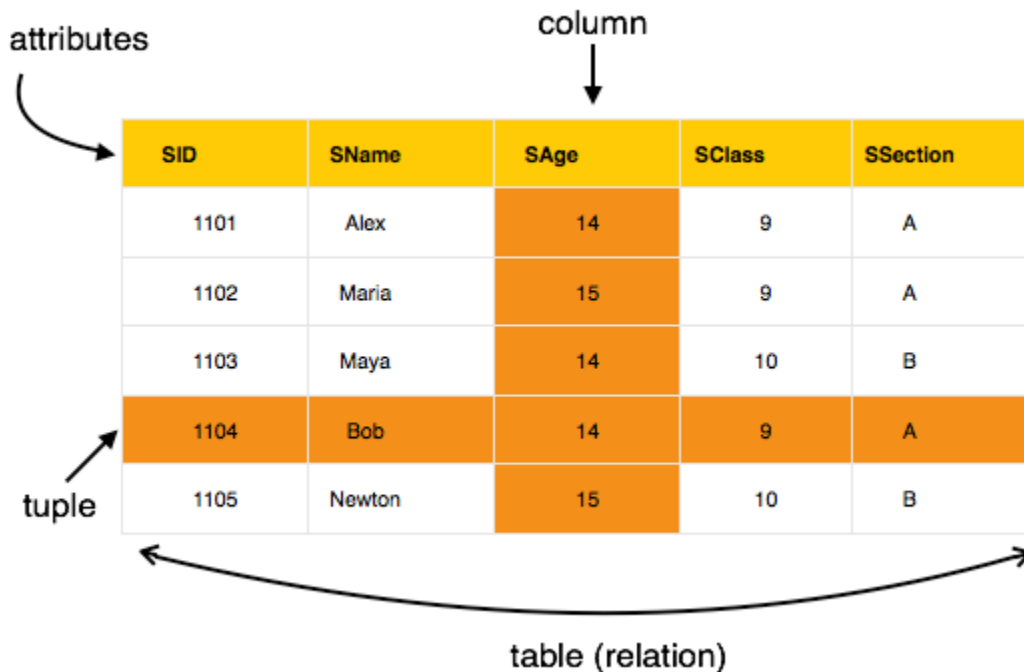 attributes
column
SID SName SAge SClass SSection
1101 Alex 14 9 A
1102 Maria 15 9 A
1103 Maya 14 10 B
1104 Bob 14 9 A
tuple
1105 Newton 15 10 B
table (relation)